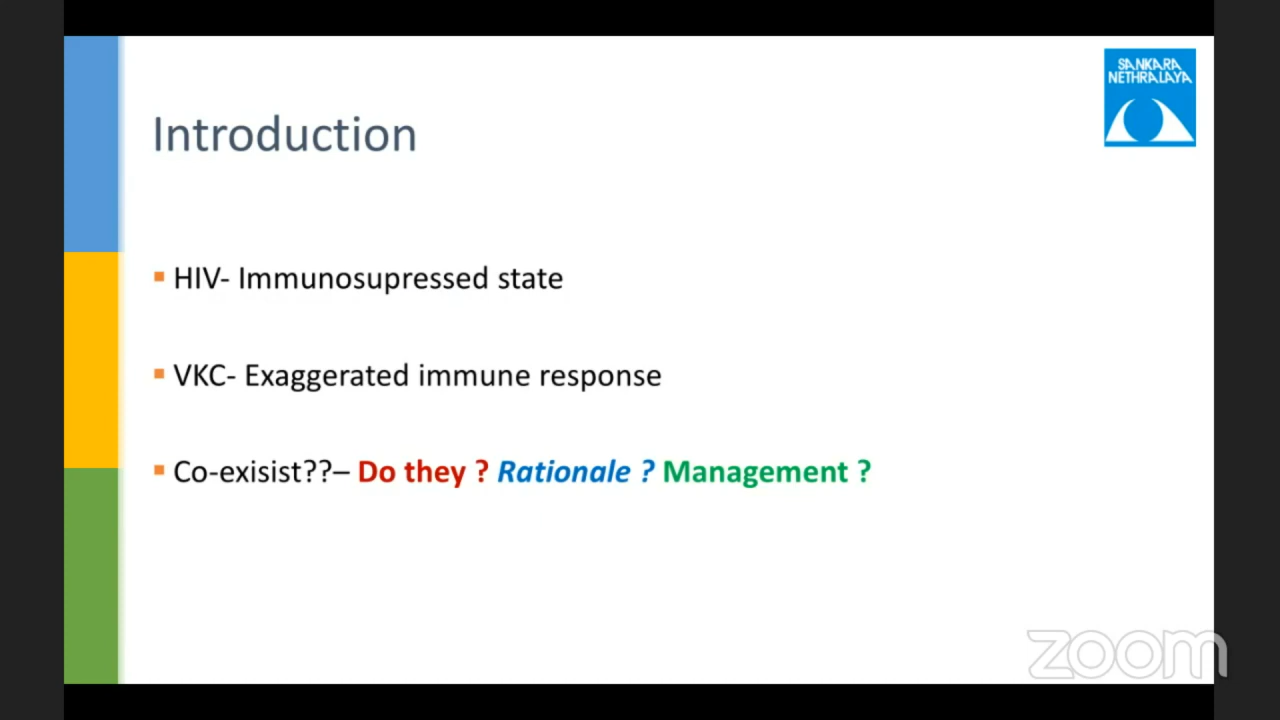 SANKARA
NETHRALAYA
Introduction
▪ HIV- Immunosupressed state
▪ VKC- Exaggerated immune response
▪ Co-exisist??– Do they ? Rationale ? Management ?
zoom